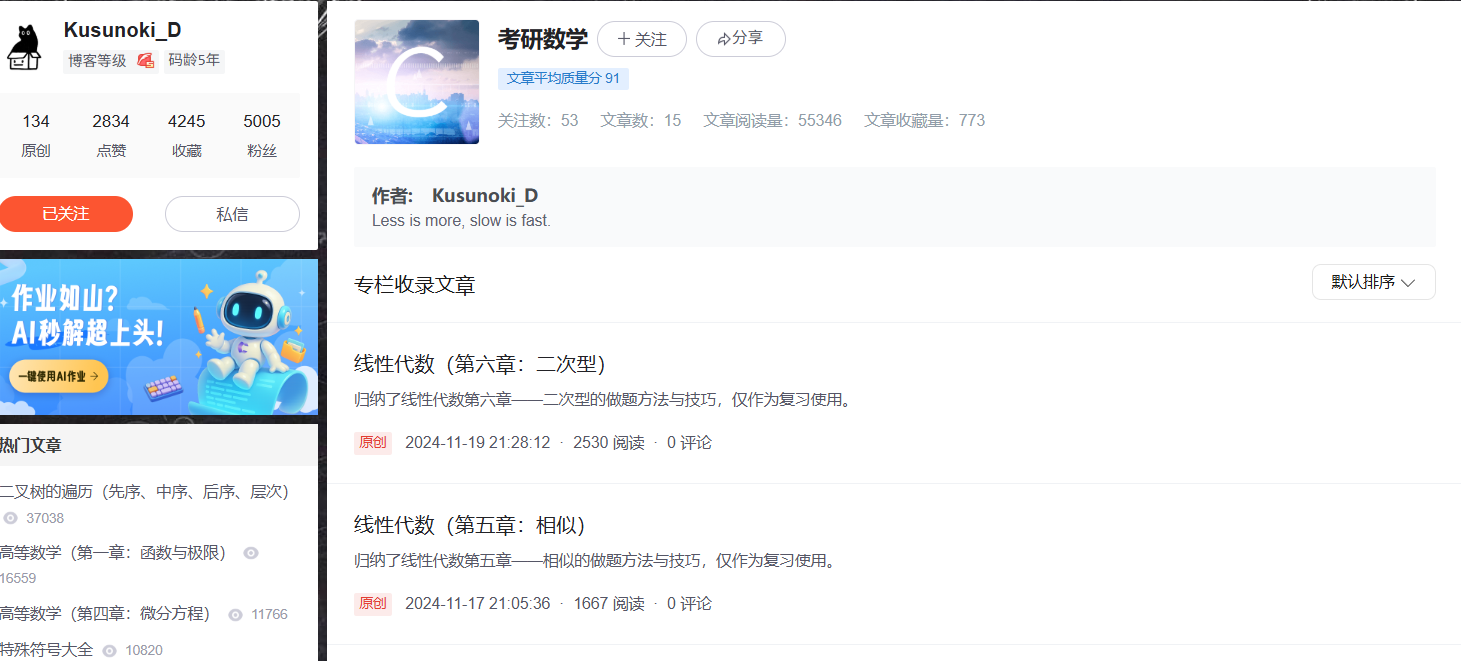 Kusunoki_D
博客等级 码龄5年
134 2834 4245 5005
原创 点赞 收藏 粉丝
已关注 私信
作业如山?
AI秒解超上头!
一键使用AI作业→
热门文章
二叉树的遍历（先序、中序、后序、层次）
37038
高等数学（第一章：函数与极限）
16559
高等数学（第四章：微分方程） 11766
特殊符号大全 10820
C
考研数学 +关注 分享
文章平均质量分 91
关注数：53 文章数：15 文章阅读量：55346 文章收藏量：773
作者: Kusunoki_D
Less is more, slow is fast.
专栏收录文章 默认排序
线性代数（第六章：二次型）
归纳了线性代数第六章——二次型的做题方法与技巧，仅作为复习使用。
原创 2024-11-19 21:28:12 · 2530 阅读 · 0 评论
线性代数（第五章：相似）
归纳了线性代数第五章——相似的做题方法与技巧，仅作为复习使用。
原创 2024-11-17 21:05:36 · 1667 阅读 · 0 评论